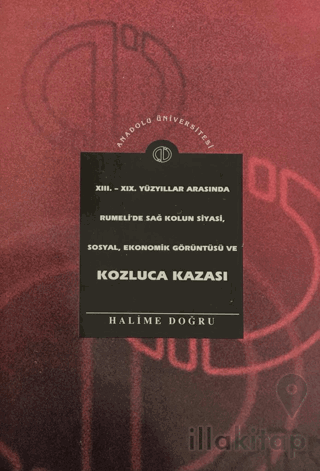 ANADOLU ÜNİVERSİTESİ
XIII. - XIX. YÜZYILLAR ARASINDA
RUMELİ'DE SAĞ KOLUN SİYASİ,
SOSYAL, EKONOMİK GÖRÜNTÜSÜ VE
KOZLUCA KAZASI
HALİME DOĞRU
illakitap